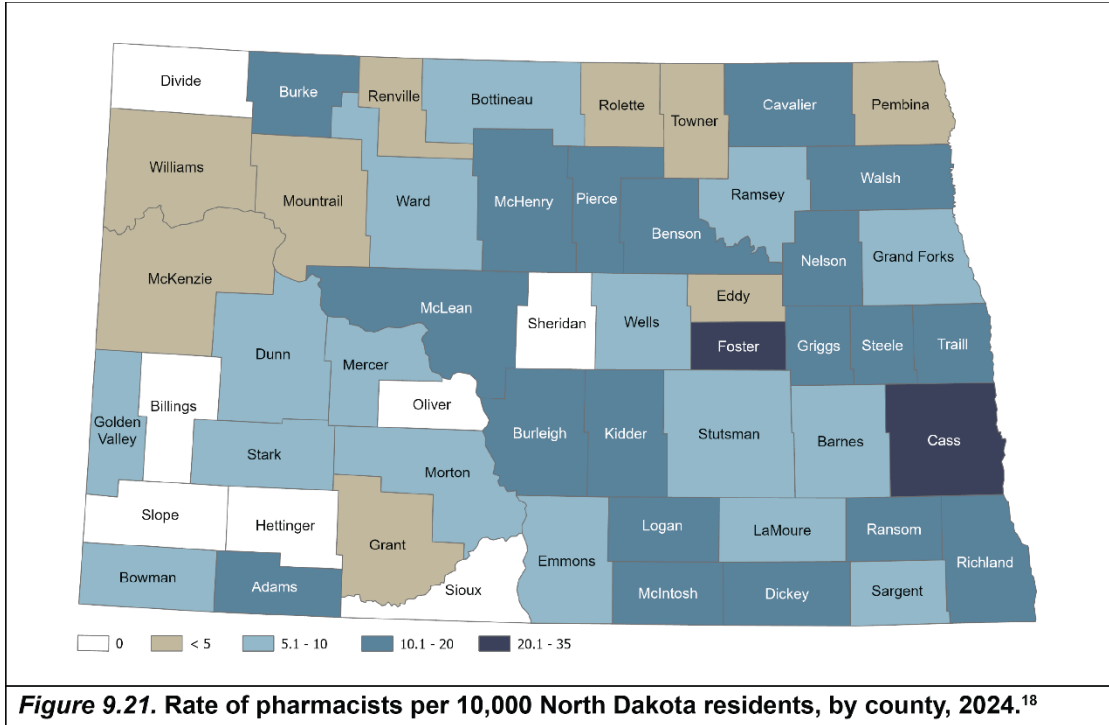 Divide
Burke
Renville
Bottineau
Rolette
Towner
Cavalier
Pembina
Williams
Mountrail
Ward
McHenry
Pierce
Benson
Ramsey
Walsh
Nelson
Grand Forks
McKenzie
McLean
Sheridan
Wells
Eddy
Foster
Griggs
Steele
Traill
Dunn
Mercer
Oliver
Billings
Golden
Valley
Stark
Morton
Burleigh
Kidder
Stutsman
Barnes
Cass
Slope
Hettinger
Grant
Sioux
Emmons
Logan
LaMoure
Ransom
Richland
Bowman
Adams
McIntosh
Dickey
Sargent
0 < 5 5.1 - 10 10.1 - 20 20.1 - 35
Figure 9.21. Rate of pharmacists per 10,000 North Dakota residents, by county, 2024.¹⁸